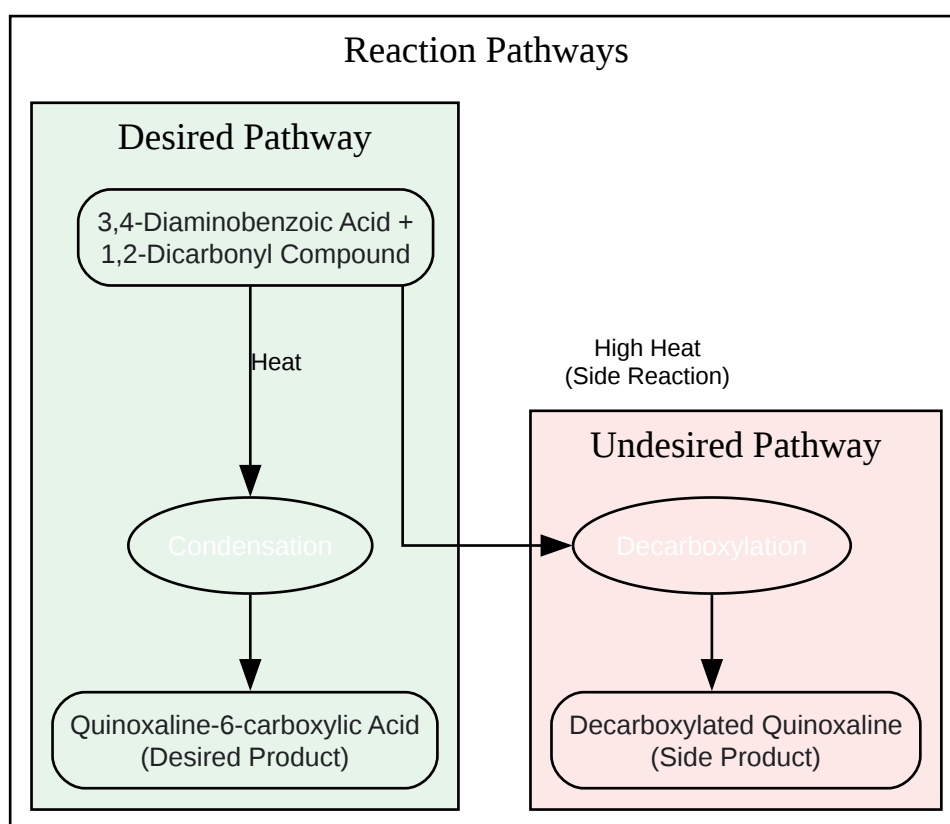 Reaction Pathways
Desired Pathway
3,4-Diaminobenzoic Acid +
1,2-Dicarbonyl Compound
Heat
High Heat
(Side Reaction)
Undesired Pathway
Condensation
Decarboxylation
Quinoxaline-6-carboxylic Acid
(Desired Product)
Decarboxylated Quinoxaline
(Side Product)